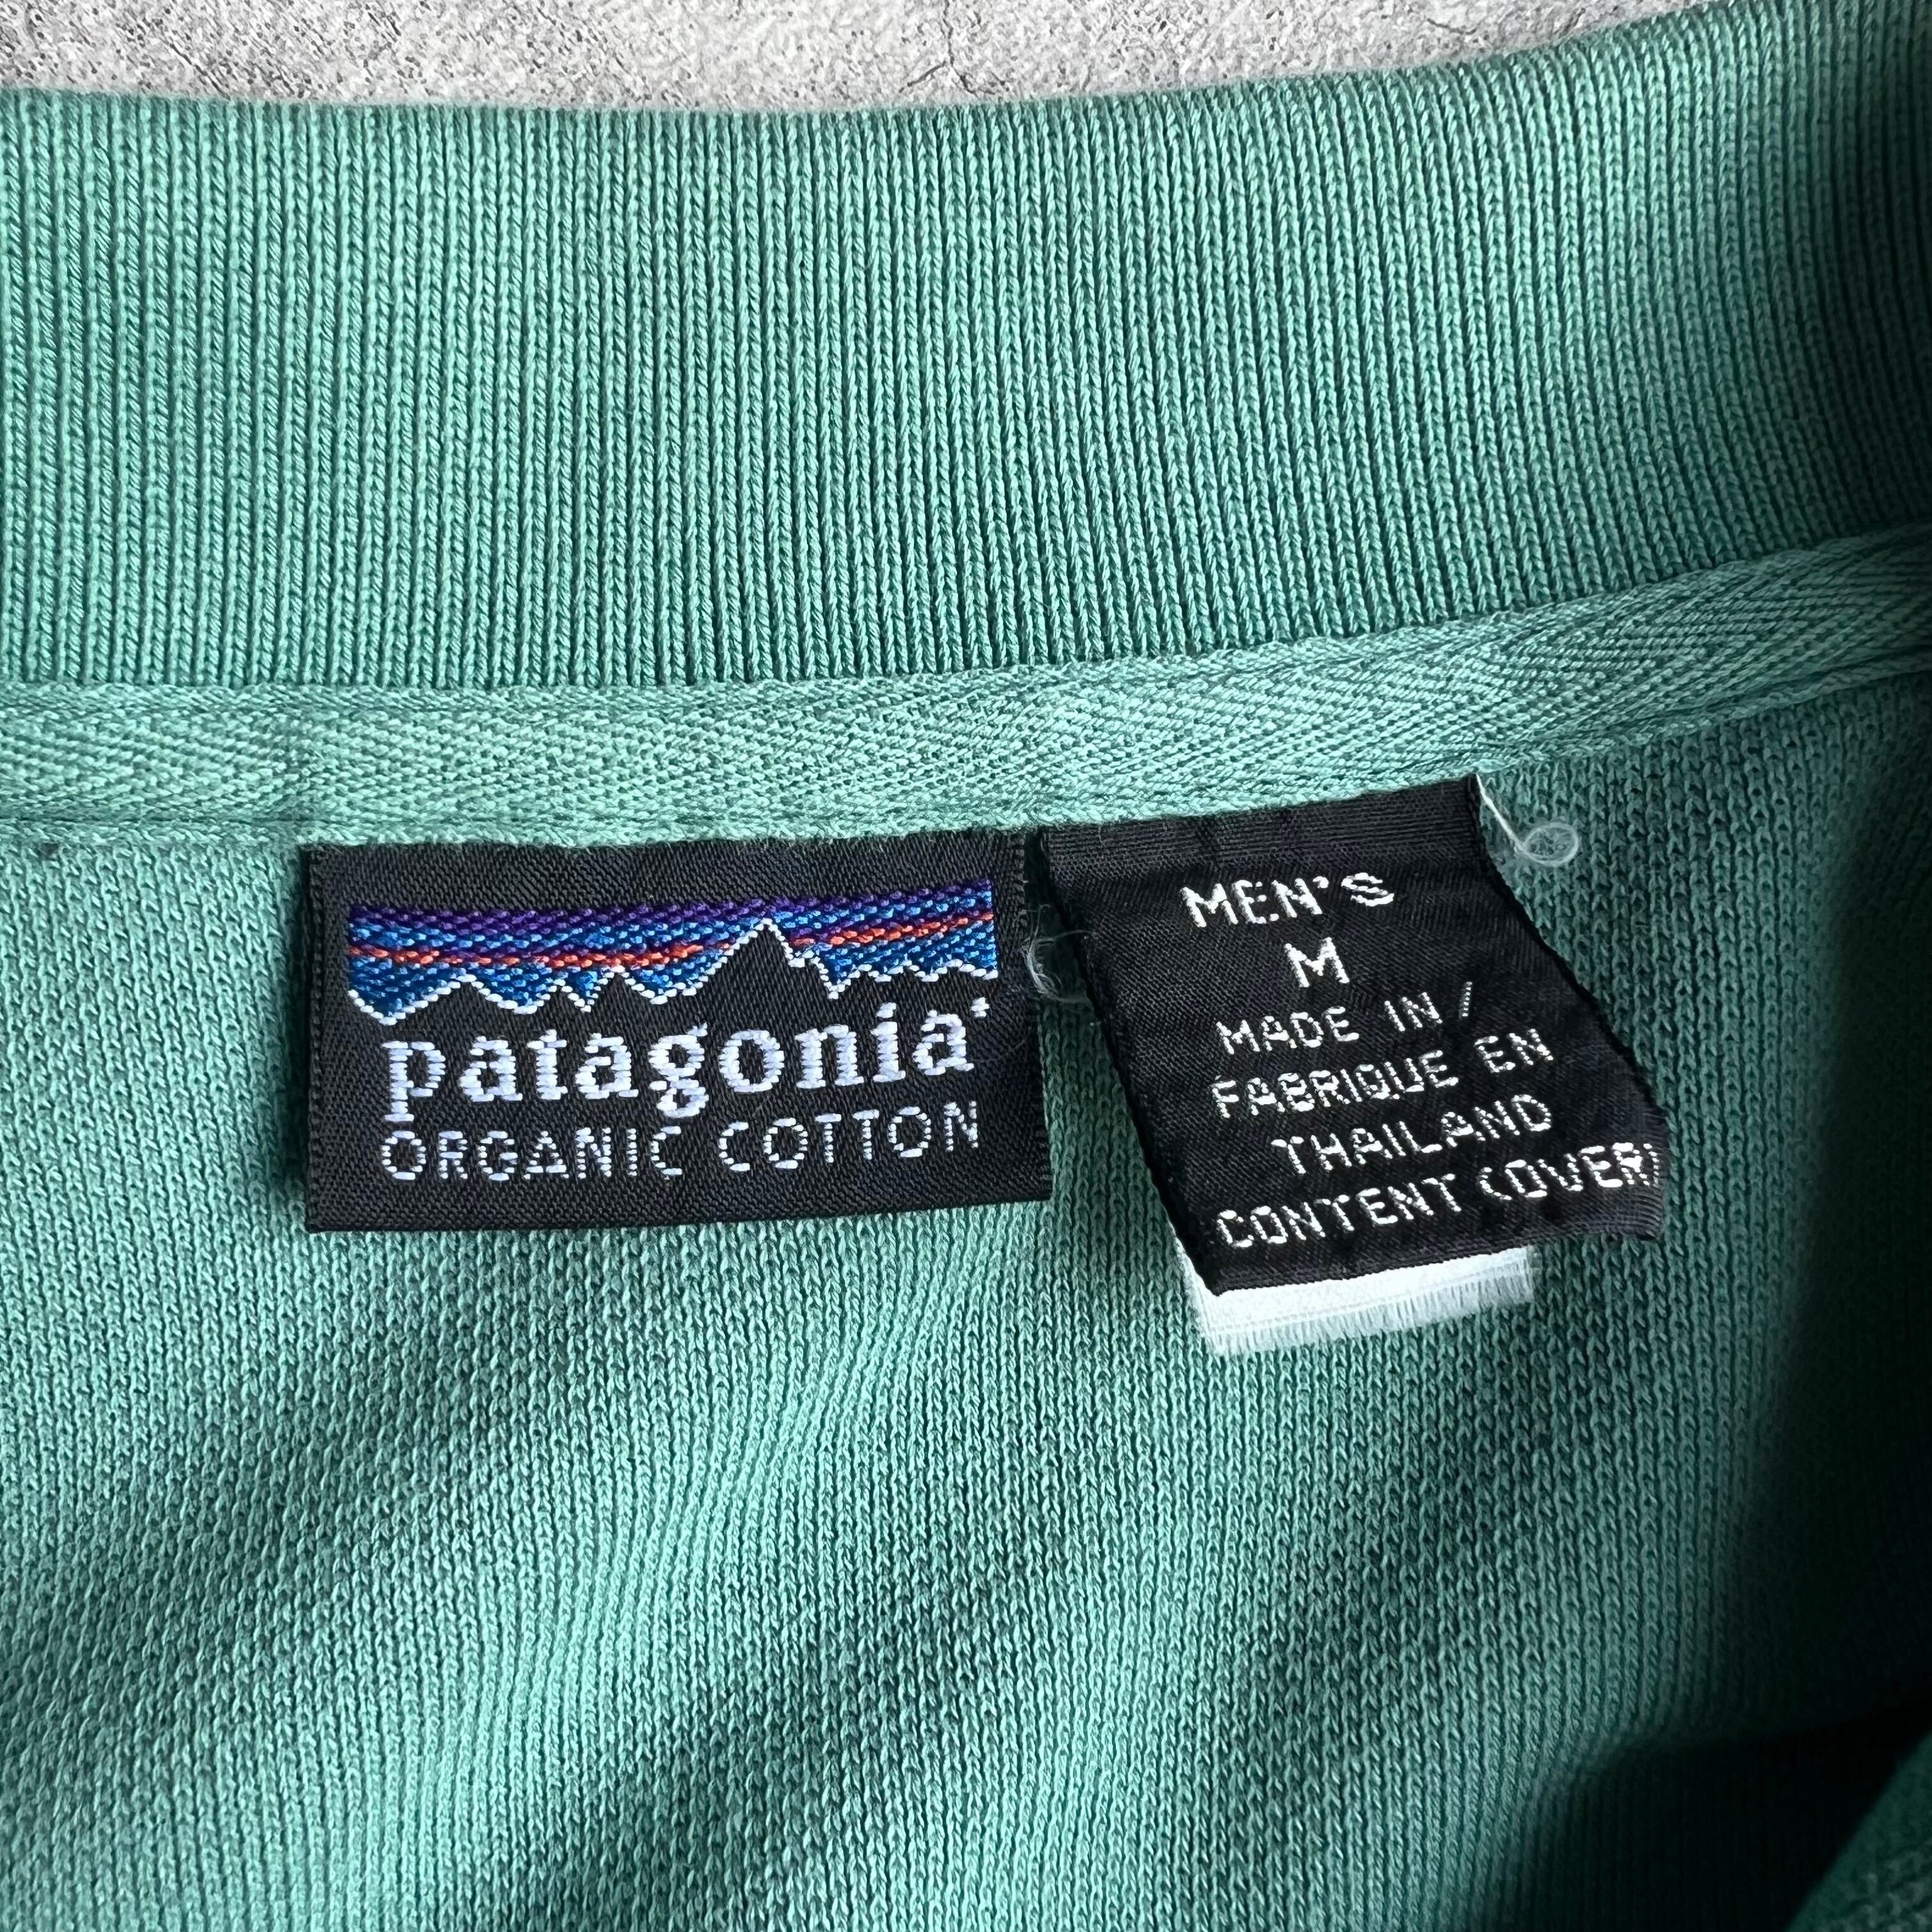 patagonia®
ORGANIC COTTON
MEN'S
M
MADE IN /
FABRIQUE EN
THAILAND
CONTENT (OVER)